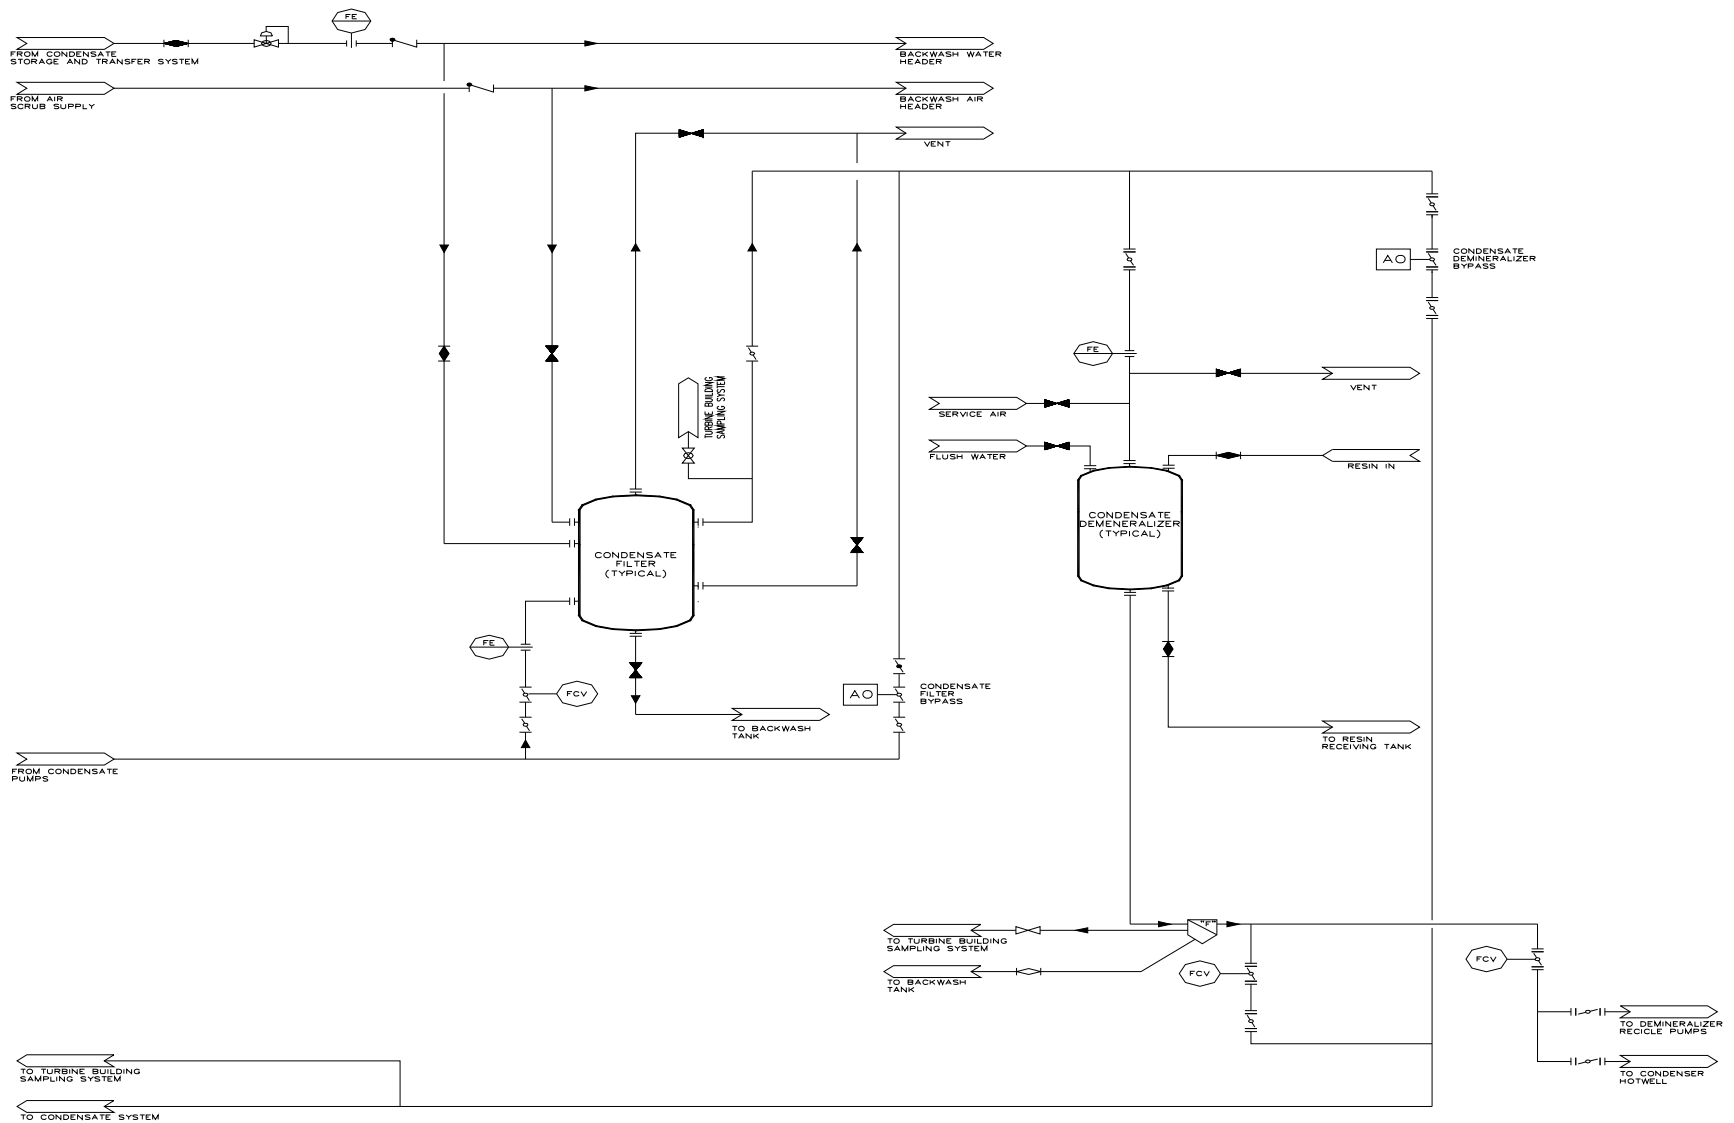 FE
FROM CONDENSATE
STORAGE AND TRANSFER SYSTEM
BACKWASH WATER
HEADER
FROM AIR
SCRUB SUPPLY
BACKWASH AIR
HEADER
VENT
AO
CONDENSATE
DEMINERALIZER
BYPASS
FE
TURBINE BUILDING
SAMPLING SYSTEM
VENT
SERVICE AIR
FLUSH WATER
RESIN IN
CONDENSATE
DEMENERALIZER
(TYPICAL)
CONDENSATE
FILTER
(TYPICAL)
FE
FCV
AO
CONDENSATE
FILTER
BYPASS
TO BACKWASH
TANK
TO RESIN
RECEIVING TANK
FROM CONDENSATE
PUMPS
"F"
TO TURBINE BUILDING
SAMPLING SYSTEM
FCV
FCV
TO BACKWASH
TANK
TO DEMINERALIZER
RECICLE PUMPS
TO TURBINE BUILDING
SAMPLING SYSTEM
TO CONDENSER
HOTWELL
TO CONDENSATE SYSTEM